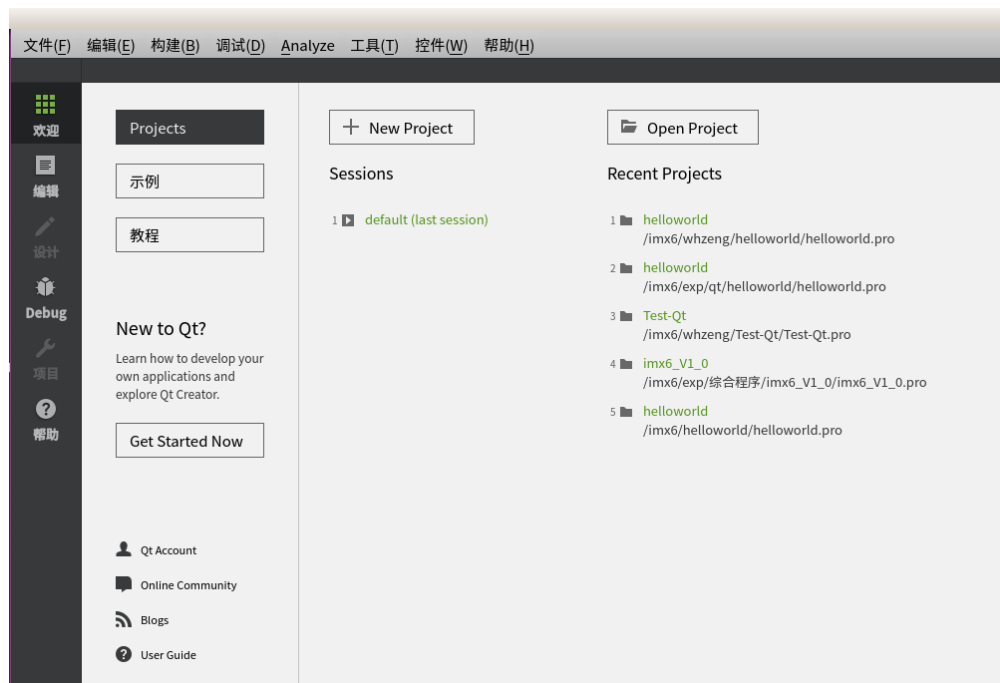 文件(F) 编辑(E) 构建(B) 调试(D) Analyze 工具(T) 控件(W) 帮助(H)
欢迎
编辑
设计
Debug
项目
帮助
Projects
示例
教程
New to Qt?
Learn how to develop your
own applications and
explore Qt Creator.
Get Started Now
Qt Account
Online Community
Blogs
User Guide
New Project
Sessions
1 default (last session)
Open Project
Recent Projects
1 helloworld
/imx6/whzeng/helloworld/helloworld.pro
2 helloworld
/imx6/exp/qt/helloworld/helloworld.pro
3 Test-Qt
/imx6/whzeng/Test-Qt/Test-Qt.pro
4 imx6_V1_0
/imx6/exp/综合程序/imx6_V1_0/imx6_V1_0.pro
5 helloworld
/imx6/helloworld/helloworld.pro